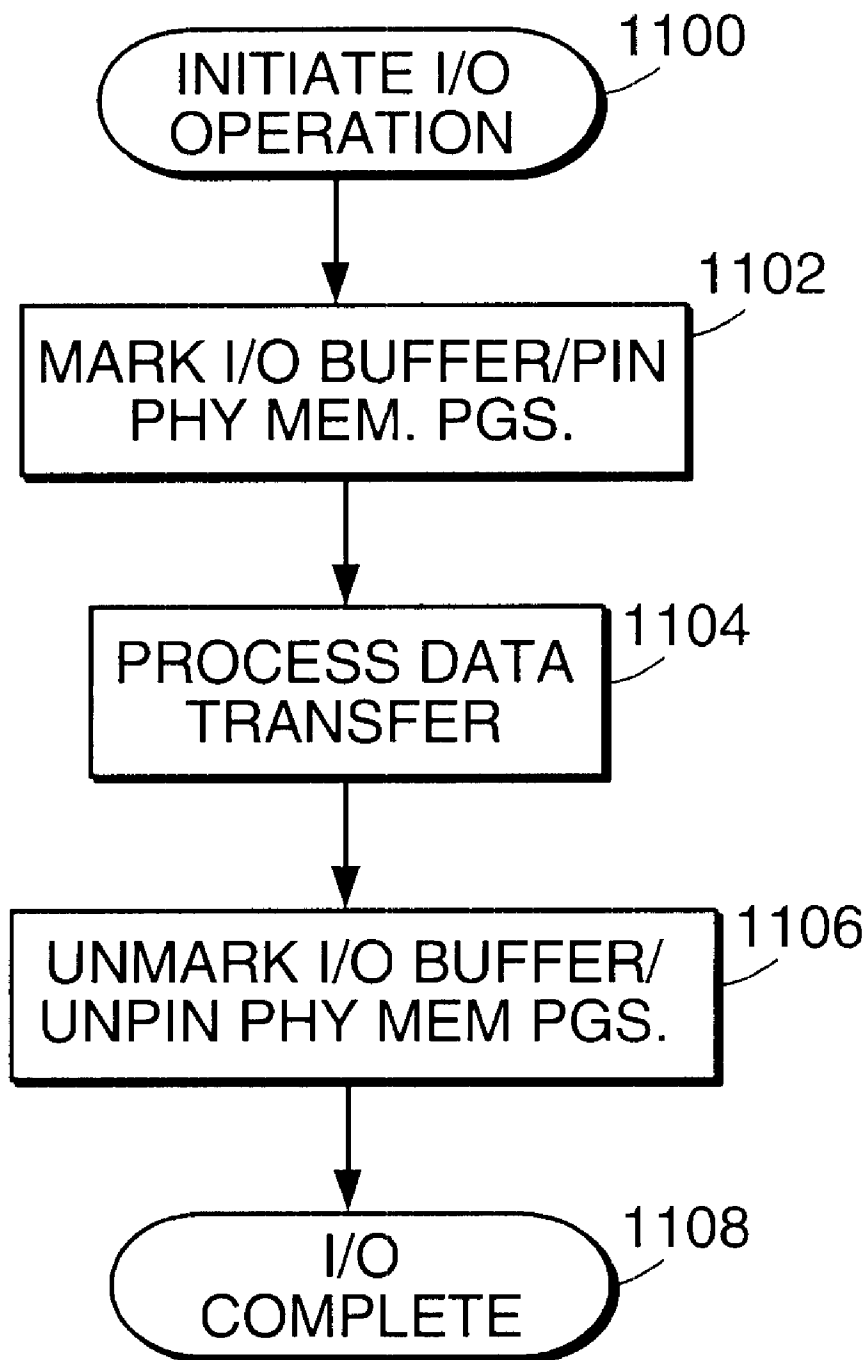 1100
INITIATE I/O
OPERATION
1102
MARK I/O BUFFER/PIN
PHY MEM. PGS.
1104
PROCESS DATA
TRANSFER
1106
UNMARK I/O BUFFER/
UNPIN PHY MEM PGS.
1108
I/O
COMPLETE